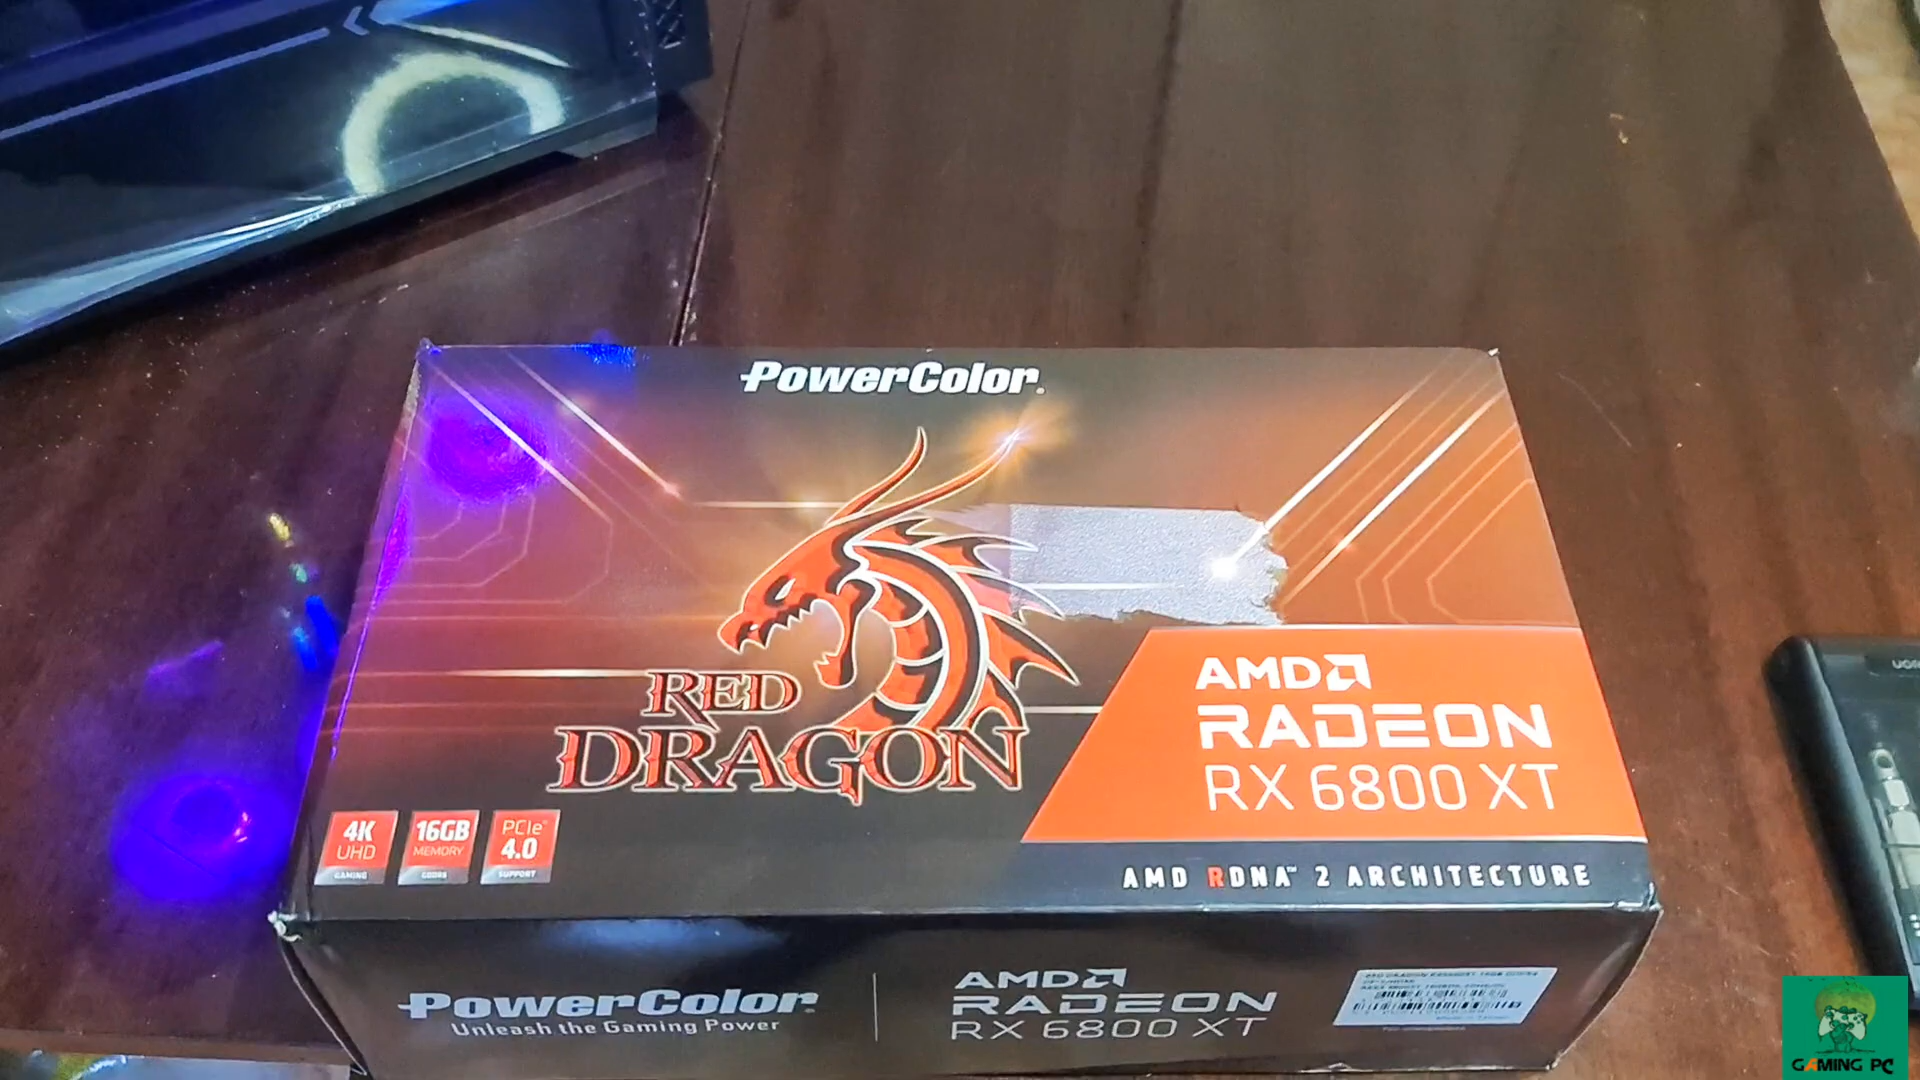 PowerColor
RED
DRAGON
AMD
RADEON
RX 6800 XT
4K
UHD
GAMING
16GB
MEMORY
GDDR6
PCIe
4.0
SUPPORT
AMD RDNA™ 2 ARCHITECTURE
PowerColor
Unleash the Gaming Power
AMD
RADEON
RX 6800 XT
GAMING PC